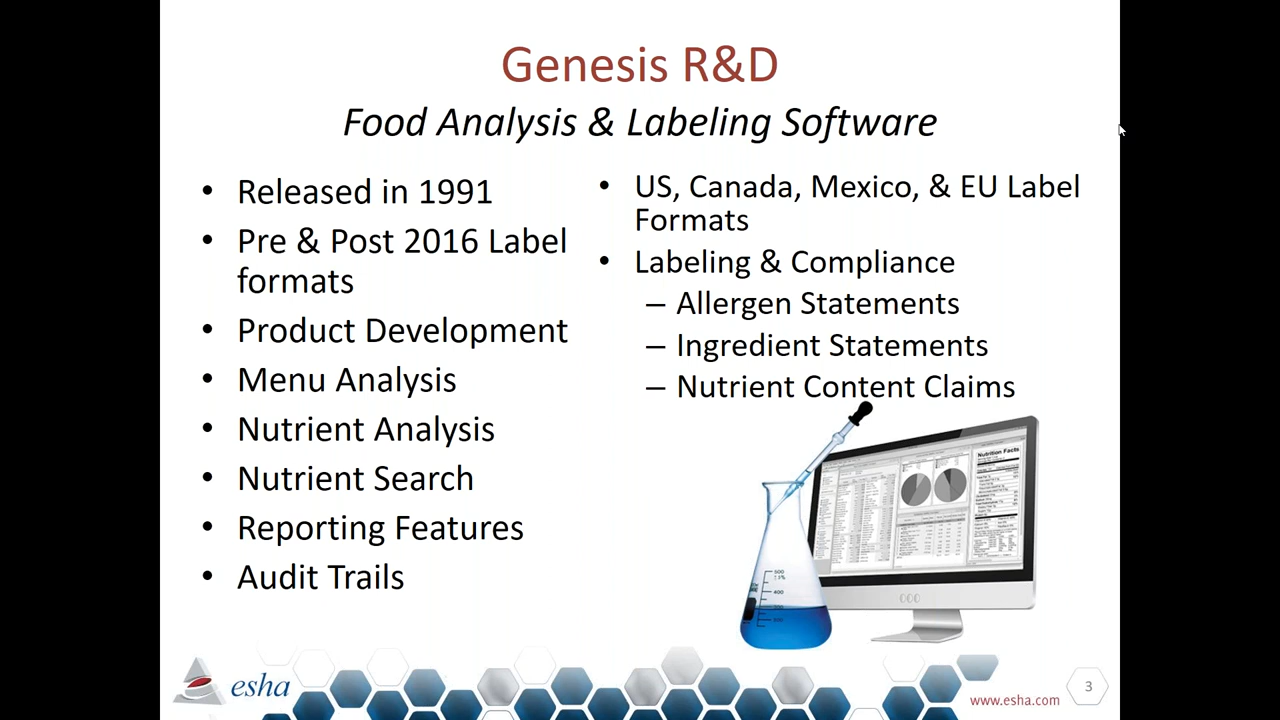 Genesis R&D
Food Analysis & Labeling Software
• Released in 1991
• Pre & Post 2016 Label
formats
• Product Development
• Menu Analysis
• Nutrient Analysis
• Nutrient Search
• Reporting Features
• Audit Trails
• US, Canada, Mexico, & EU Label
Formats
• Labeling & Compliance
– Allergen Statements
– Ingredient Statements
– Nutrient Content Claims
Nutrition Facts
500
400
esha
www.esha.com
3